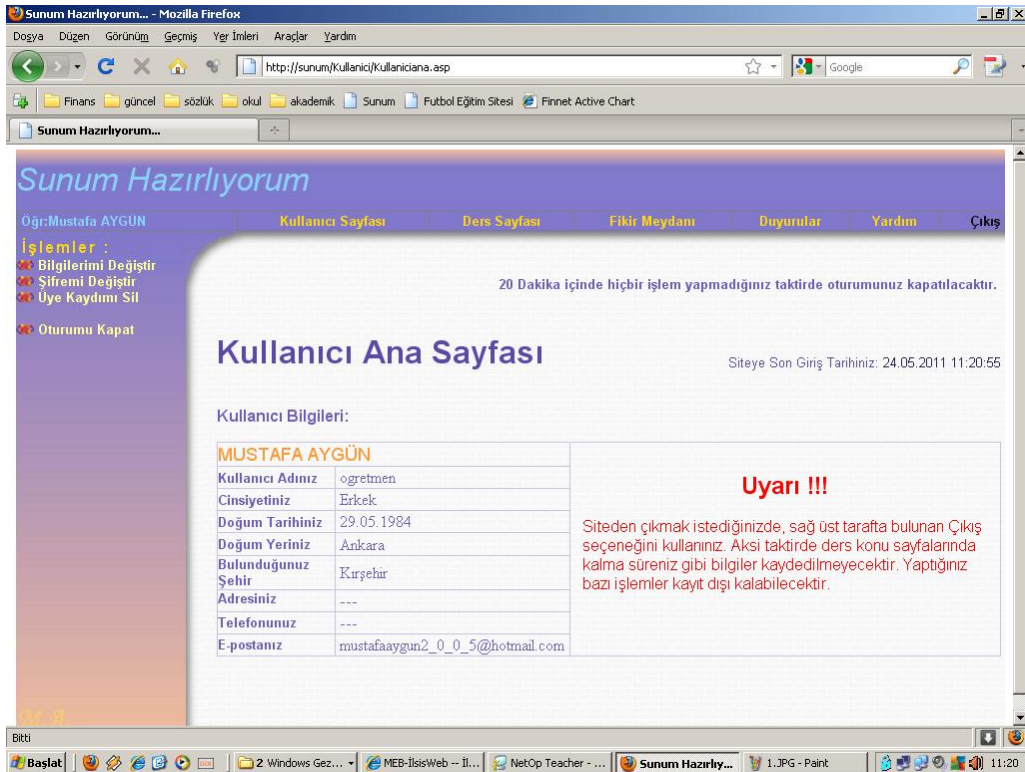 Sunum Hazırlıyorum... - Mozilla Firefox
Dosya Düzen Görünüm Geçmiş Yer İmleri Araçlar Yardım
http://sunum/Kullanici/Kullaniciana.asp
Google
Finans güncel sözlük okul akademik Sunum Futbol Eğitim Sitesi Finnet Active Chart
Sunum Hazırlıyorum...
Sunum Hazırlıyorum
Öğr:Mustafa AYGÜN Kullanıcı Sayfası Ders Sayfası Fikir Meydanı Duyurular Yardım Çıkış
İşlemler :
Bilgilerimi Değiştir
Şifremi Değiştir
Üye Kaydımı Sil
Oturumu Kapat
20 Dakika içinde hiçbir işlem yapmadığınız taktirde oturumunuz kapatılacaktır.
Kullanıcı Ana Sayfası
Siteye Son Giriş Tarihiniz: 24.05.2011 11:20:55
Kullanıcı Bilgileri:
MUSTAFA AYGÜN
Kullanıcı Adınız ogretmen
Cinsiyetiniz Erkek
Doğum Tarihiniz 29.05.1984
Doğum Yeriniz Ankara
Bulunduğunuz
Şehir Kırşehir
Adresiniz ---
Telefonunuz ---
E-postanız mustafaaygun2_0_0_5@hotmail.com
Uyarı !!!
Siteden çıkmak istediğinizde, sağ üst tarafta bulunan Çıkış
seçeneğini kullanınız. Aksi taktirde ders konu sayfalarında
kalma süreniz gibi bilgiler kaydedilmeyecektir. Yaptığınız
bazı işlemler kayıt dışı kalabilecektir.
M. A.
Bitti
Başlat 2 Windows Gez... MEB-İlsisWeb -- İl... NetOp Teacher - ... Sunum Hazırlıy... 1.JPG - Paint 11:20